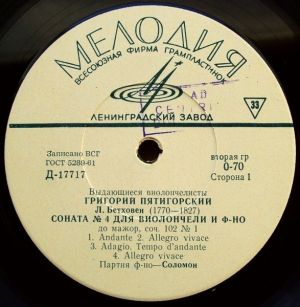 МЕЛОДИЯ
ВСЕСОЮЗНАЯ ФИРМА ГРАМПЛАСТИНОК
33
ЛЕНИНГРАДСКИЙ ЗАВОД
Записано ВСГ
ГОСТ 5289-61
Д-17717
вторая гр
0-70
Сторона 1
Выдающиеся виолончелисты
ГРИГОРИЙ ПЯТИГОРСКИЙ
Л. Бетховен (1770—1827)
СОНАТА № 4 ДЛЯ ВИОЛОНЧЕЛИ И Ф-НО
до мажор, соч. 102 № 1
1. Andante 2. Allegro vivace
3. Adagio. Tempo d'andante
4. Allegro vivace
Партия ф-но—Соломон